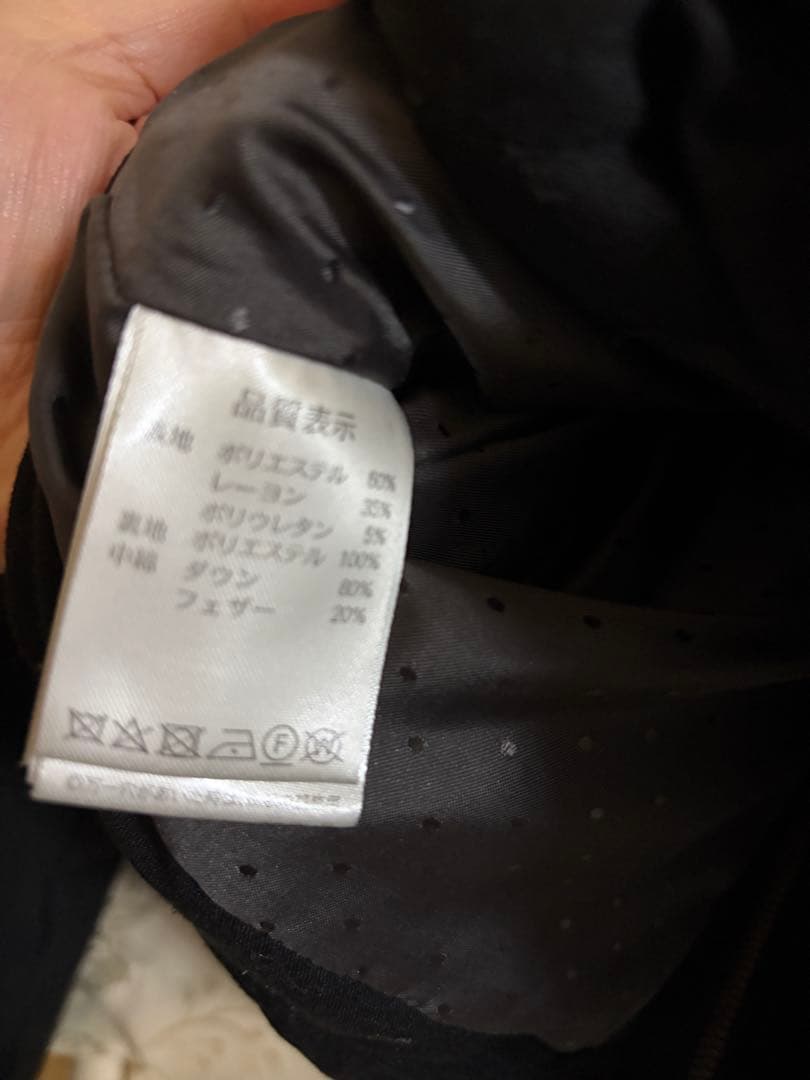 品質表示
表地 ポリエステル 60%
レーヨン 35%
ポリウレタン 5%
裏地 ポリエステル 100%
中綿 ダウン 80%
フェザー 20%
F W